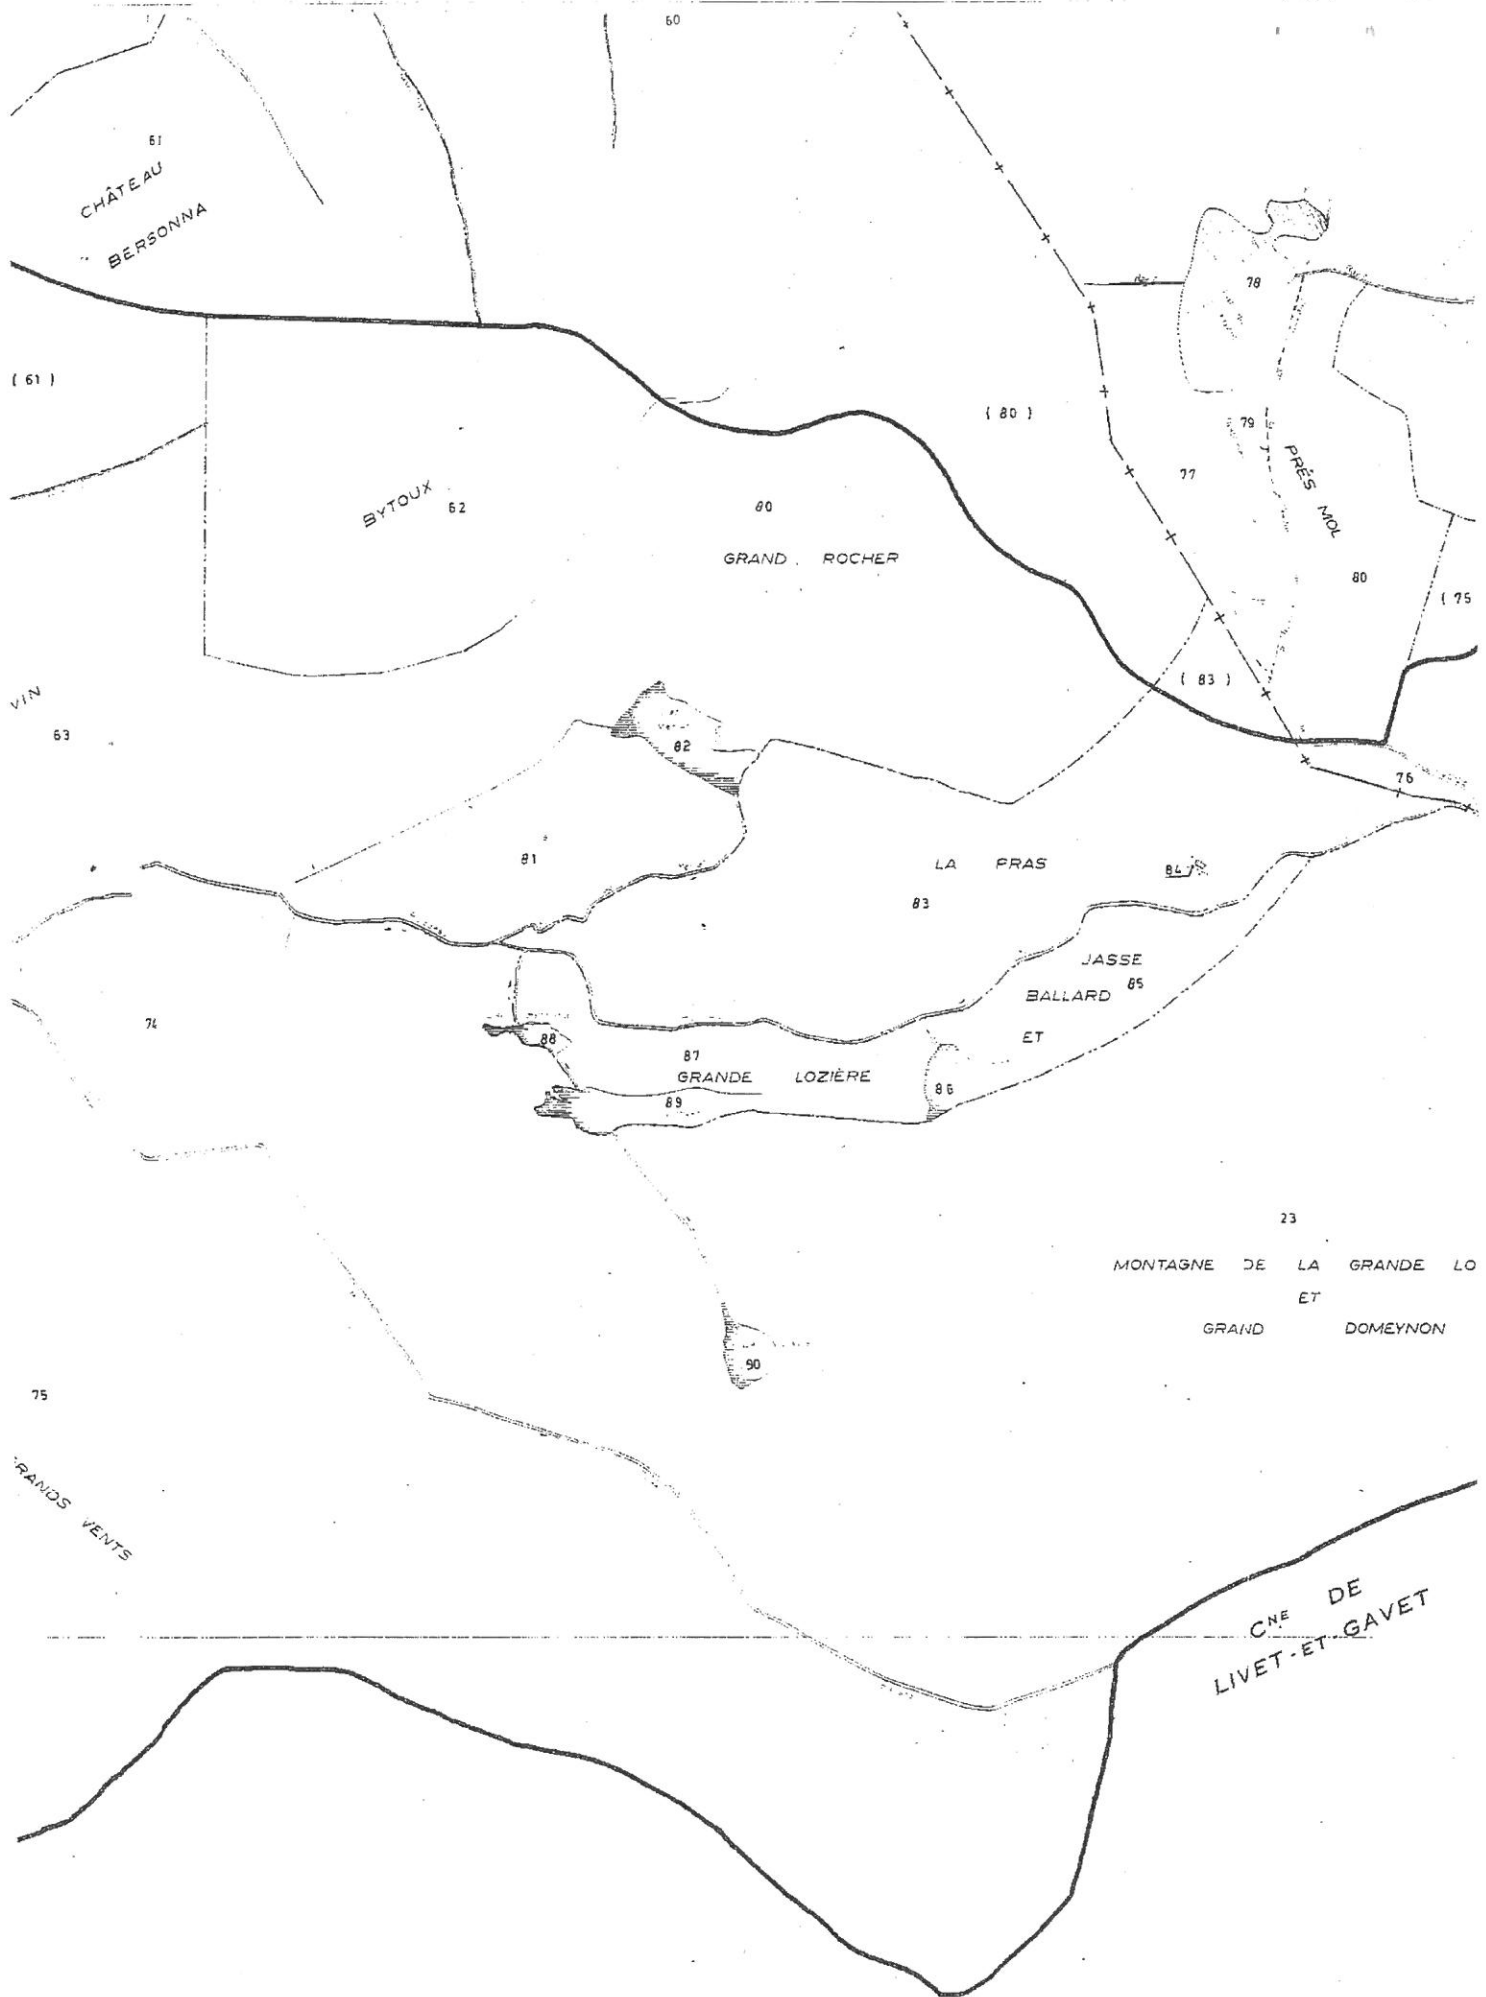 60
61
CHÂTEAU
BERSONNA
78
( 61 )
( 80 )
79
77
PRÉS MOL
BYTOUX
62
80
GRAND ROCHER
80
( 75
( 83 )
VIN
63
82
76
81
LA PRAS
84
83
JASSE
BALLARD 85
ET
74
88
87
GRANDE LOZIÈRE
86
89
23
MONTAGNE DE LA GRANDE LO
ET
GRAND DOMEYNON
90
75
RANDS VENTS
CNE DE
LIVET-ET-GAVET